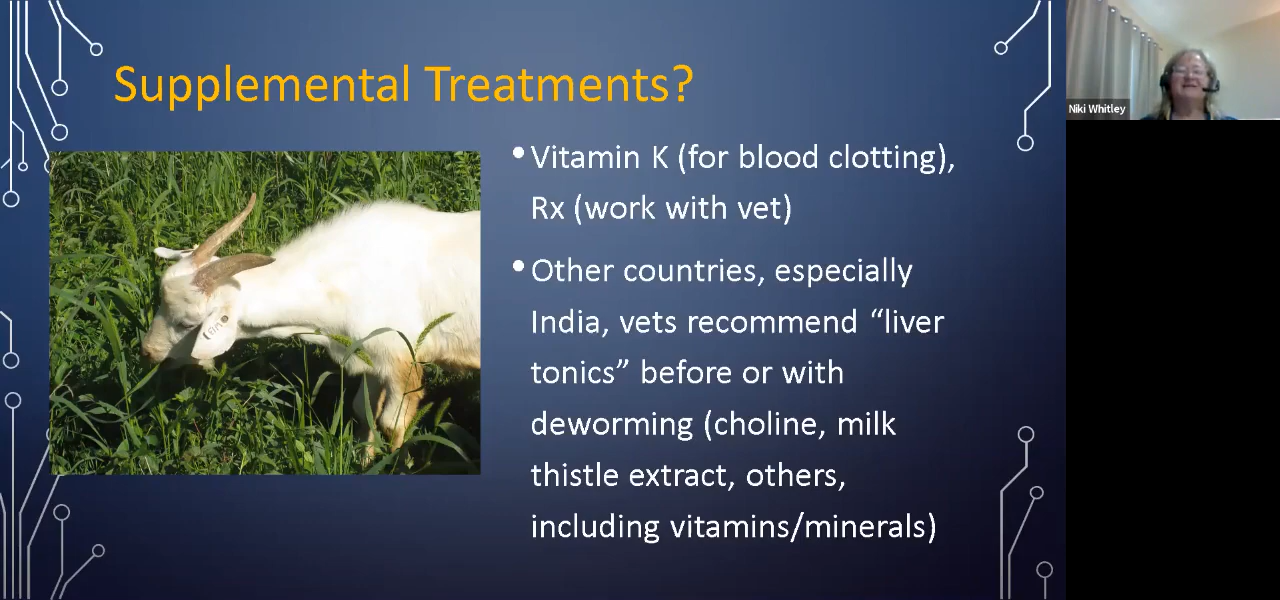 Supplemental Treatments?
• Vitamin K (for blood clotting),
Rx (work with vet)
• Other countries, especially
India, vets recommend “liver
tonics” before or with
deworming (choline, milk
thistle extract, others,
including vitamins/minerals)
Niki Whitley